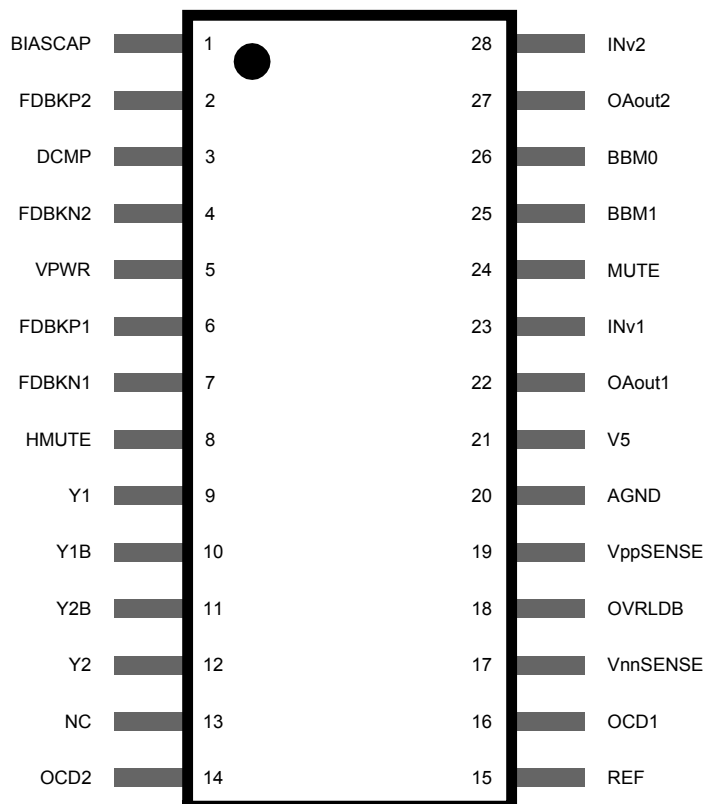 BIASCAP 1 28 INv2
FDBKP2 2 27 OAout2
DCMP 3 26 BBM0
FDBKN2 4 25 BBM1
VPWR 5 24 MUTE
FDBKP1 6 23 INv1
FDBKN1 7 22 OAout1
HMUTE 8 21 V5
Y1 9 20 AGND
Y1B 10 19 VppSENSE
Y2B 11 18 OVRLDB
Y2 12 17 VnnSENSE
NC 13 16 OCD1
OCD2 14 15 REF